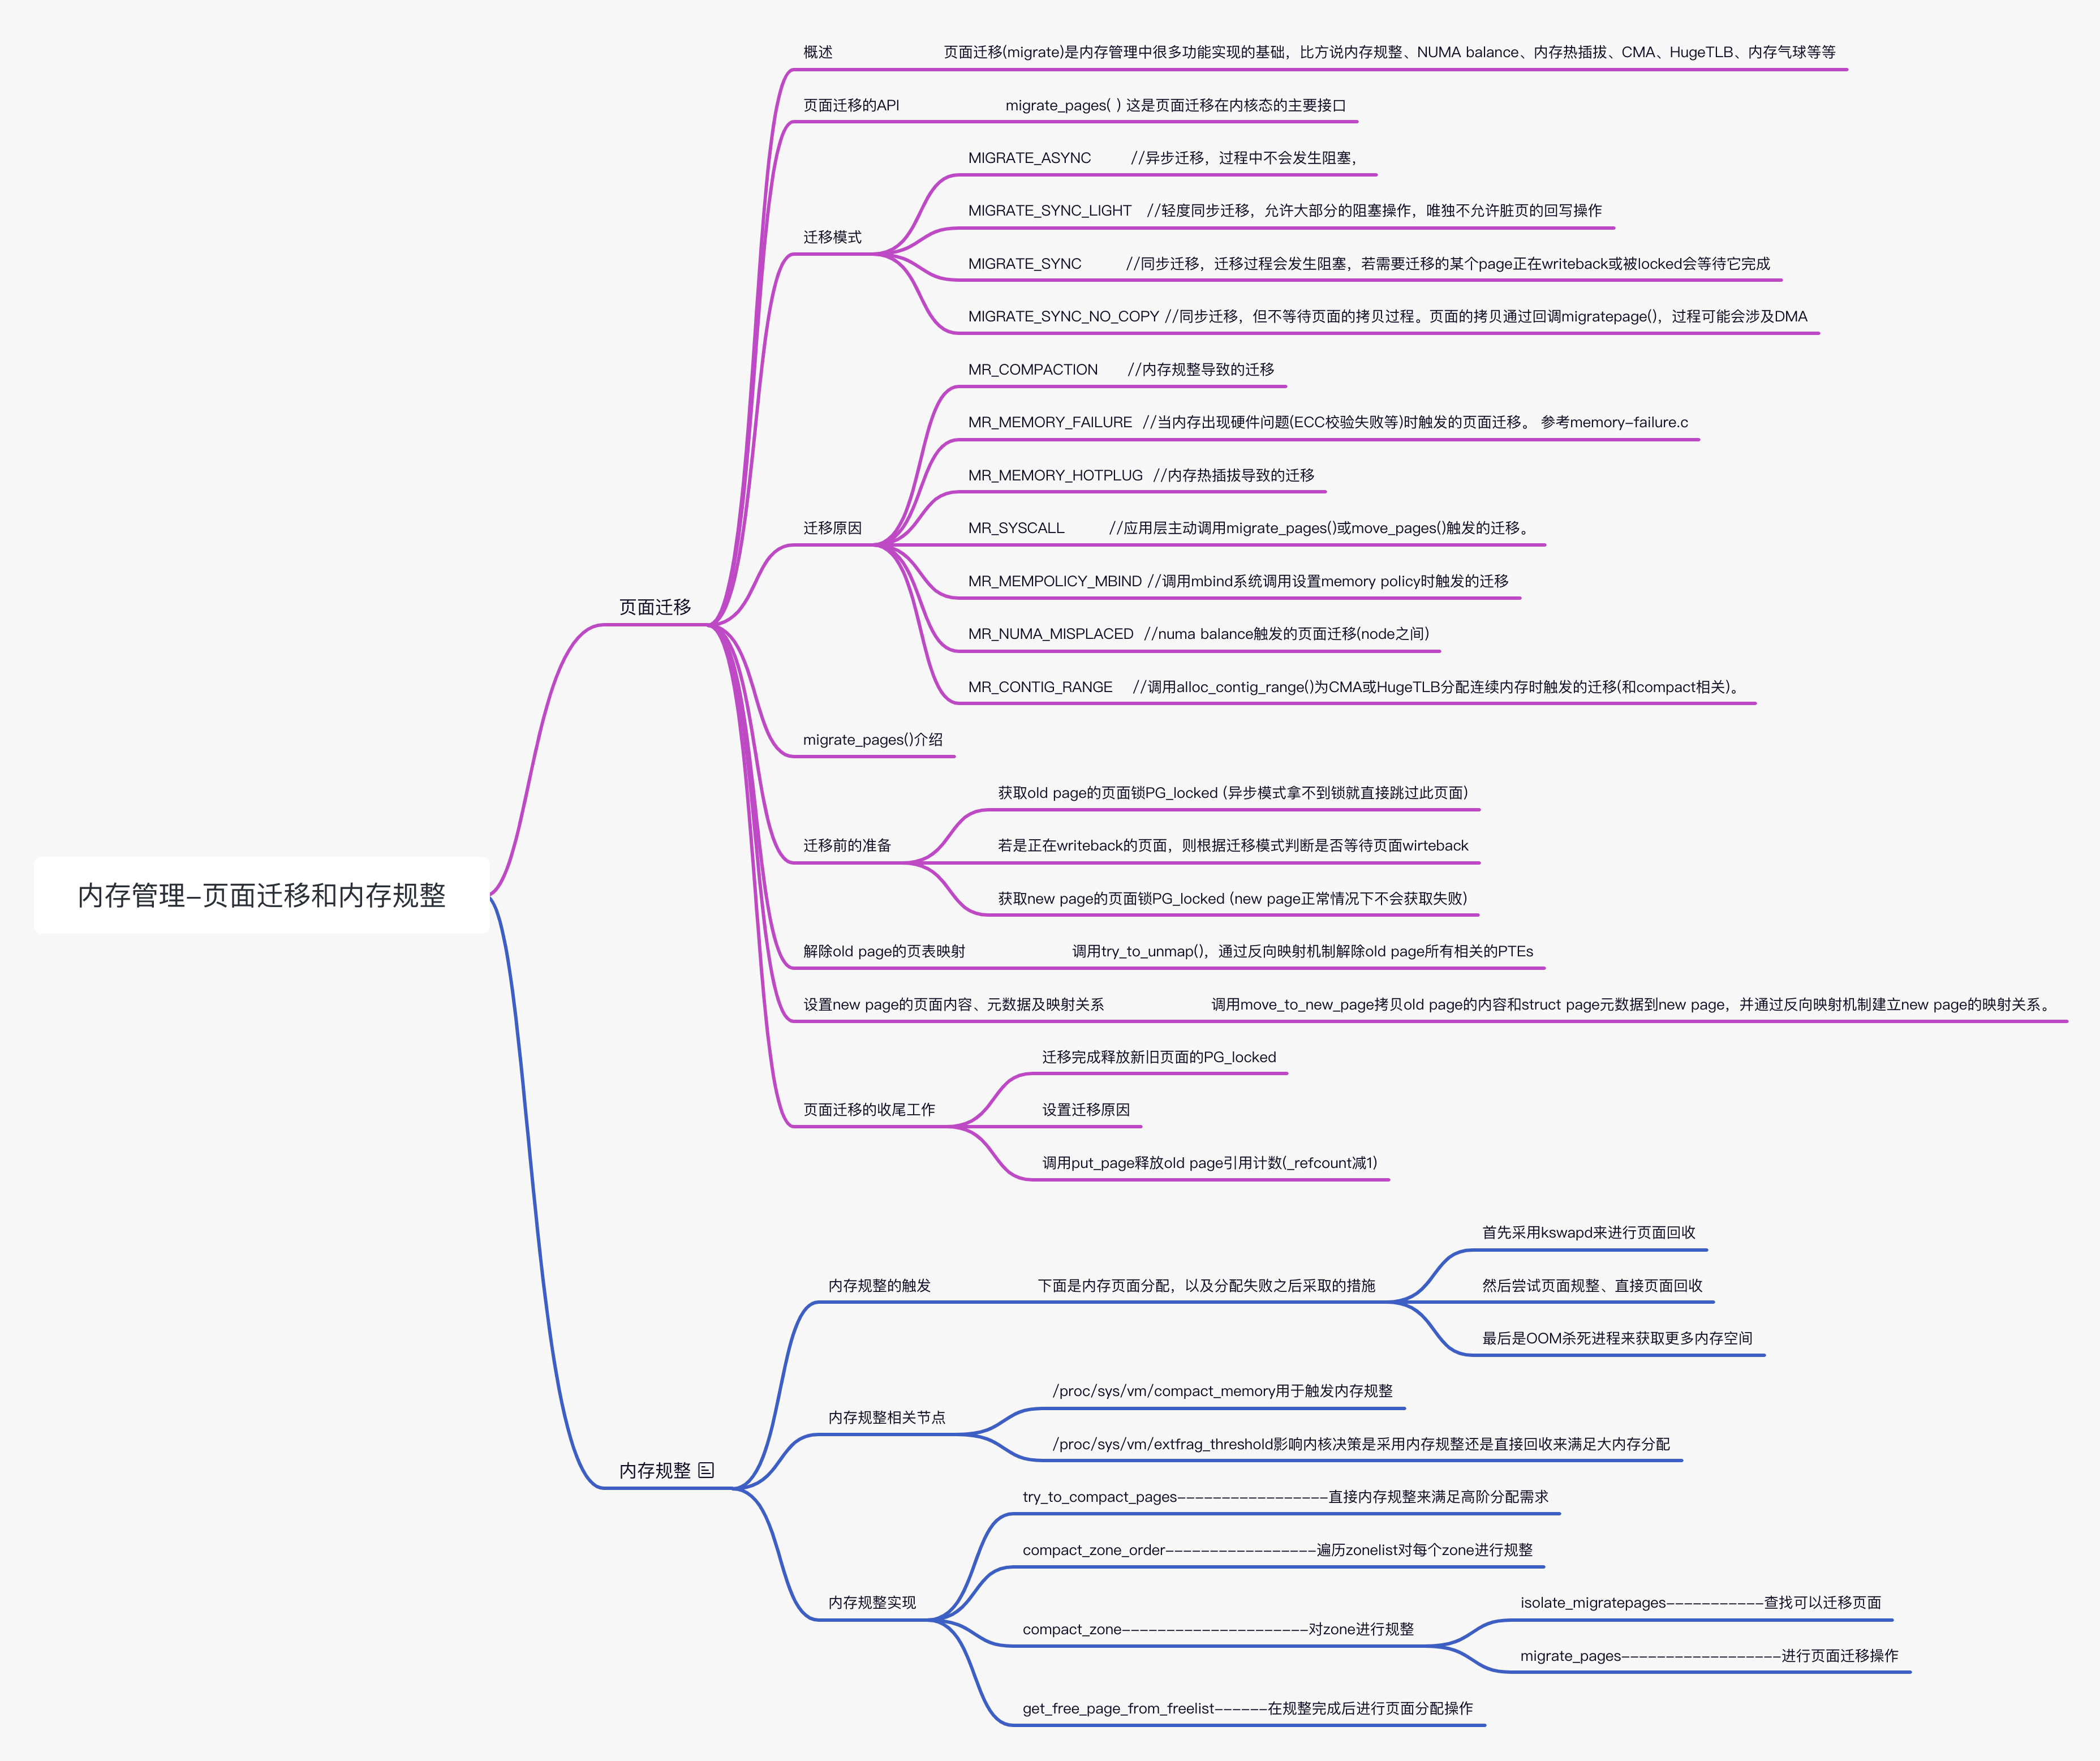 概述 页面迁移(migrate)是内存管理中很多功能实现的基础，比方说内存规整、NUMA balance、内存热插拔、CMA、HugeTLB、内存气球等等
页面迁移的API migrate_pages( ) 这是页面迁移在内核态的主要接口
MIGRATE_ASYNC //异步迁移，过程中不会发生阻塞，
MIGRATE_SYNC_LIGHT //轻度同步迁移，允许大部分的阻塞操作，唯独不允许脏页的回写操作
迁移模式
MIGRATE_SYNC //同步迁移，迁移过程会发生阻塞，若需要迁移的某个page正在writeback或被locked会等待它完成
MIGRATE_SYNC_NO_COPY //同步迁移，但不等待页面的拷贝过程。页面的拷贝通过回调migratepage()，过程可能会涉及DMA
MR_COMPACTION //内存规整导致的迁移
MR_MEMORY_FAILURE //当内存出现硬件问题(ECC校验失败等)时触发的页面迁移。 参考memory-failure.c
MR_MEMORY_HOTPLUG //内存热插拔导致的迁移
迁移原因
MR_SYSCALL //应用层主动调用migrate_pages()或move_pages()触发的迁移。
MR_MEMPOLICY_MBIND //调用mbind系统调用设置memory policy时触发的迁移
页面迁移
MR_NUMA_MISPLACED //numa balance触发的页面迁移(node之间)
MR_CONTIG_RANGE //调用alloc_contig_range()为CMA或HugeTLB分配连续内存时触发的迁移(和compact相关)。
migrate_pages()介绍
获取old page的页面锁PG_locked (异步模式拿不到锁就直接跳过此页面)
迁移前的准备
若是正在writeback的页面，则根据迁移模式判断是否等待页面wirteback
获取new page的页面锁PG_locked (new page正常情况下不会获取失败)
内存管理-页面迁移和内存规整
解除old page的页表映射 调用try_to_unmap()，通过反向映射机制解除old page所有相关的PTEs
设置new page的页面内容、元数据及映射关系 调用move_to_new_page拷贝old page的内容和struct page元数据到new page，并通过反向映射机制建立new page的映射关系。
迁移完成释放新旧页面的PG_locked
页面迁移的收尾工作
设置迁移原因
调用put_page释放old page引用计数(_refcount减1)
首先采用kswapd来进行页面回收
内存规整的触发 下面是内存页面分配，以及分配失败之后采取的措施
然后尝试页面规整、直接页面回收
最后是OOM杀死进程来获取更多内存空间
/proc/sys/vm/compact_memory用于触发内存规整
内存规整相关节点
/proc/sys/vm/extfrag_threshold影响内核决策是采用内存规整还是直接回收来满足大内存分配
内存规整
try_to_compact_pages-----------------直接内存规整来满足高阶分配需求
compact_zone_order-----------------遍历zonelist对每个zone进行规整
内存规整实现
isolate_migratepages-----------查找可以迁移页面
compact_zone---------------------对zone进行规整
migrate_pages------------------进行页面迁移操作
get_free_page_from_freelist------在规整完成后进行页面分配操作